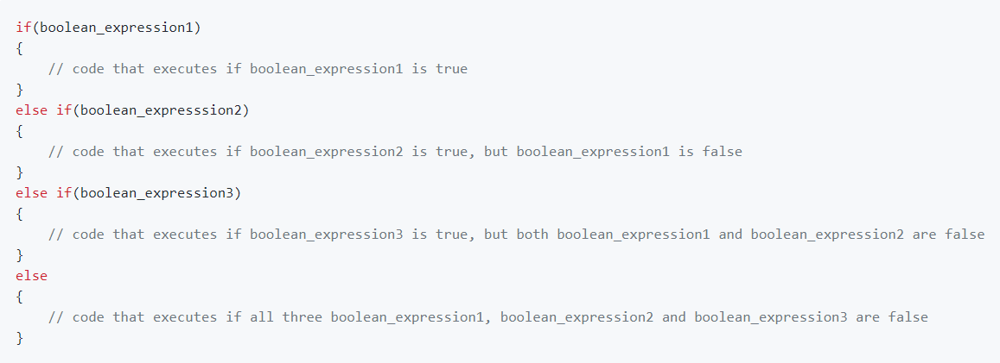 if(boolean_expression1)
{
    // code that executes if boolean_expression1 is true
}
else if(boolean_expresssion2)
{
    // code that executes if boolean_expression2 is true, but boolean_expression1 is false
}
else if(boolean_expression3)
{
    // code that executes if boolean_expression3 is true, but both boolean_expression1 and boolean_expression2 are false
}
else
{
    // code that executes if all three boolean_expression1, boolean_expression2 and boolean_expression3 are false
}